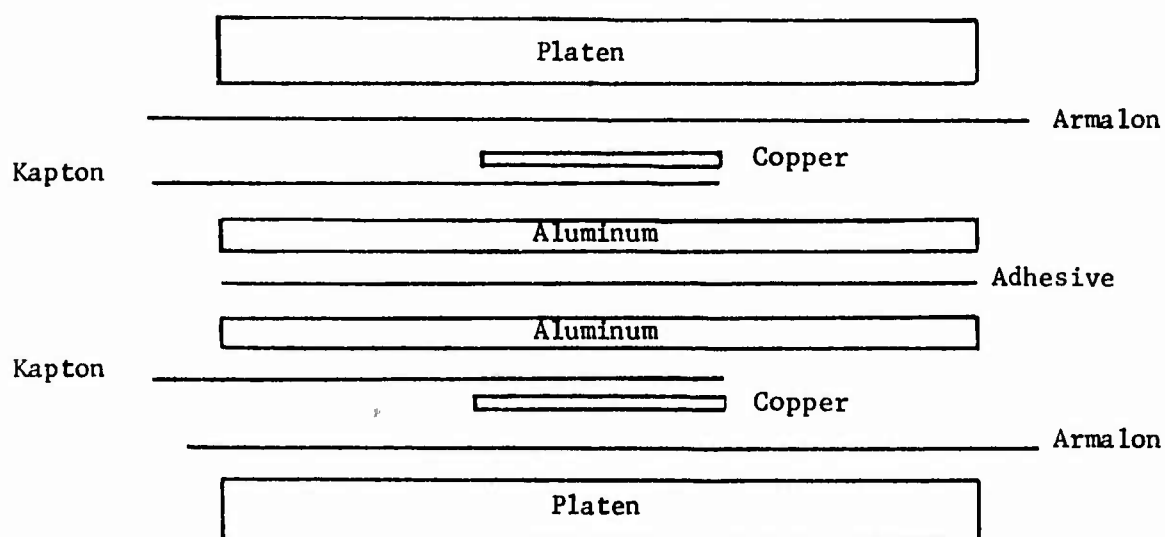 Platen
Armalon
Copper
Kapton
Aluminum
Adhesive
Aluminum
Kapton
Copper
Armalon
Platen